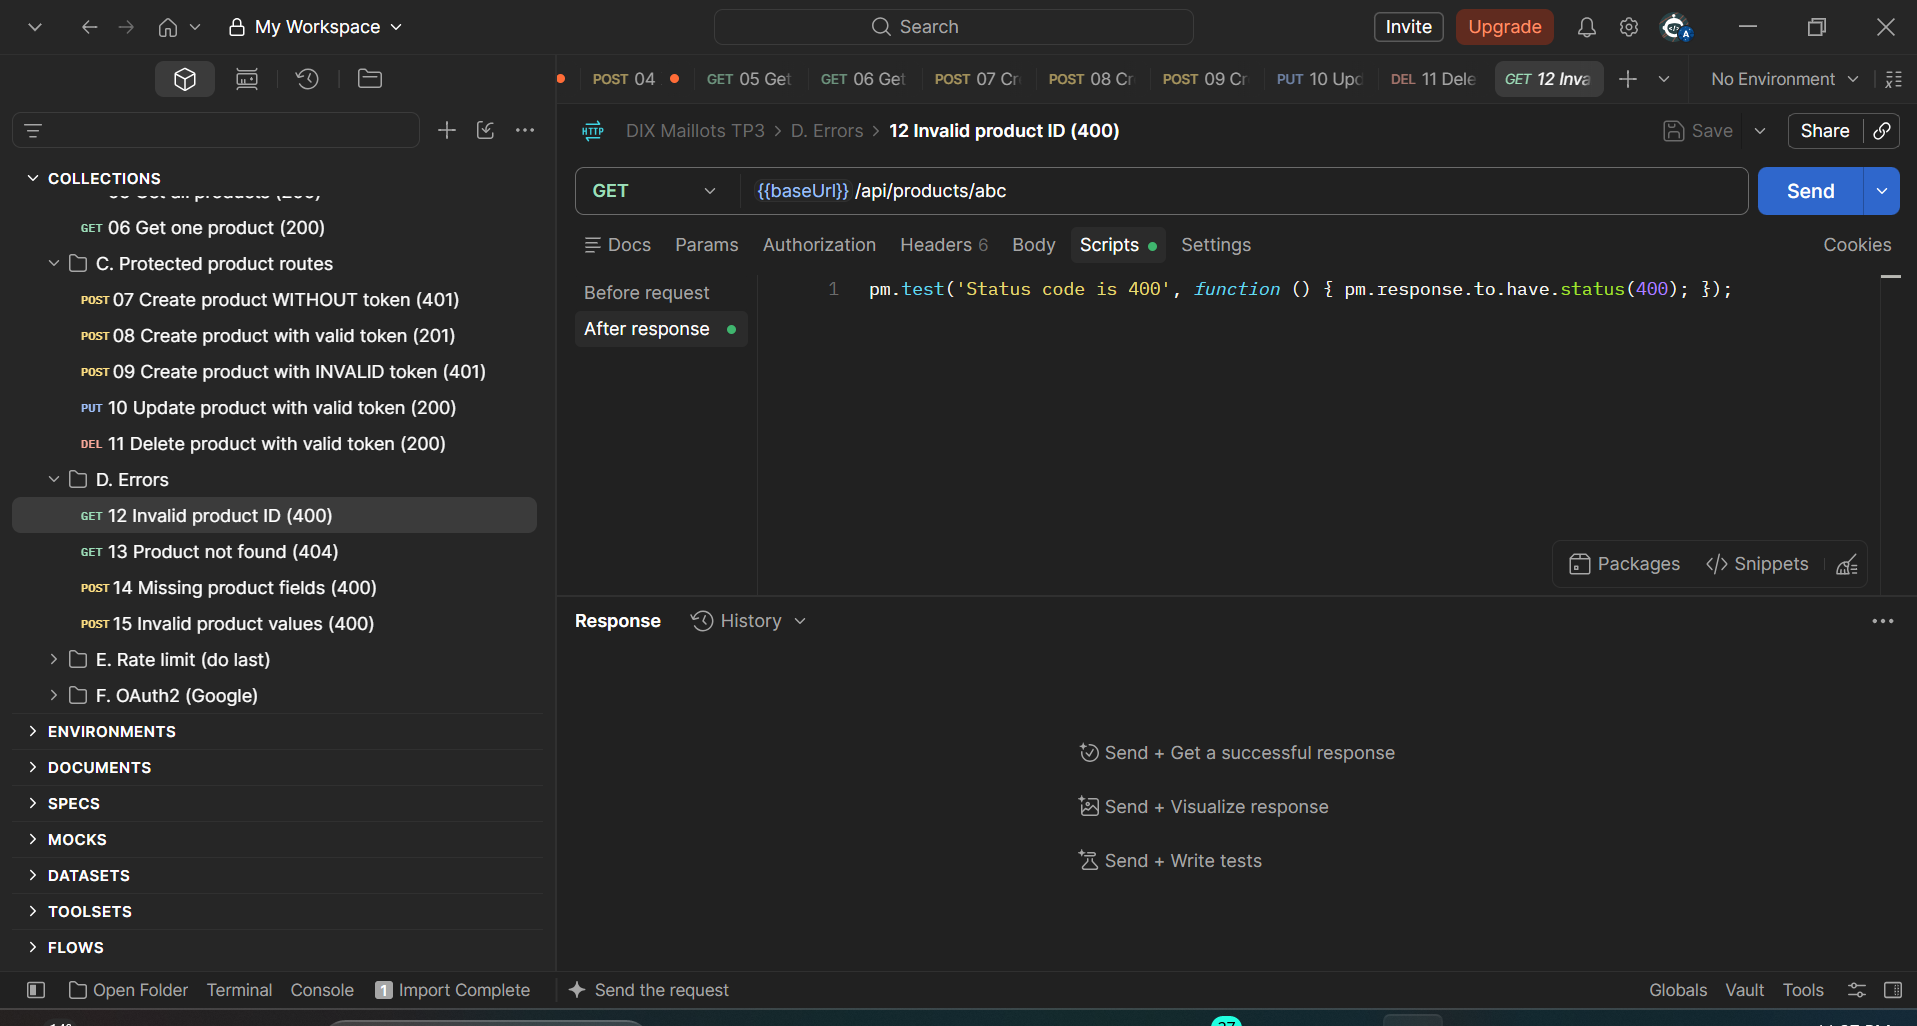 My Workspace
Search
Invite
Upgrade
POST 04
GET 05 Get
GET 06 Get
POST 07 Cr
POST 08 Cr
POST 09 Cr
PUT 10 Upd
DEL 11 Dele
GET 12 Inva
No Environment
HTTP DIX Maillots TP3 > D. Errors > 12 Invalid product ID (400)
Save
Share
GET
{{baseUrl}} /api/products/abc
Send
Docs
Params
Authorization
Headers 6
Body
Scripts
Settings
Cookies
Before request
After response
1 pm.test('Status code is 400', function () { pm.response.to.have.status(400); });
Packages
</> Snippets
COLLECTIONS
05 Get all products (200)
GET 06 Get one product (200)
C. Protected product routes
POST 07 Create product WITHOUT token (401)
POST 08 Create product with valid token (201)
POST 09 Create product with INVALID token (401)
PUT 10 Update product with valid token (200)
DEL 11 Delete product with valid token (200)
D. Errors
GET 12 Invalid product ID (400)
GET 13 Product not found (404)
POST 14 Missing product fields (400)
POST 15 Invalid product values (400)
E. Rate limit (do last)
F. OAuth2 (Google)
ENVIRONMENTS
DOCUMENTS
SPECS
MOCKS
DATASETS
TOOLSETS
FLOWS
Response
History
Send + Get a successful response
Send + Visualize response
Send + Write tests
Open Folder
Terminal
Console
1 Import Complete
Send the request
Globals
Vault
Tools